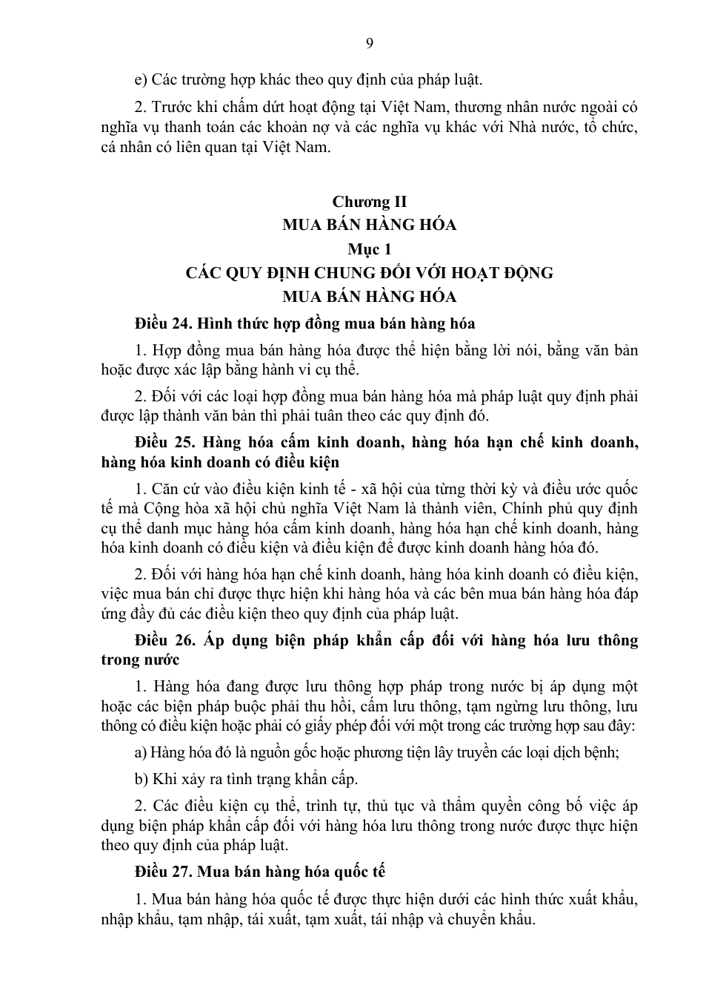 9
e) Các trường hợp khác theo quy định của pháp luật.
2. Trước khi chấm dứt hoạt động tại Việt Nam, thương nhân nước ngoài có
nghĩa vụ thanh toán các khoản nợ và các nghĩa vụ khác với Nhà nước, tổ chức,
cá nhân có liên quan tại Việt Nam.
Chương II
MUA BÁN HÀNG HÓA
Mục 1
CÁC QUY ĐỊNH CHUNG ĐỐI VỚI HOẠT ĐỘNG
MUA BÁN HÀNG HÓA
Điều 24. Hình thức hợp đồng mua bán hàng hóa
1. Hợp đồng mua bán hàng hóa được thể hiện bằng lời nói, bằng văn bản
hoặc được xác lập bằng hành vi cụ thể.
2. Đối với các loại hợp đồng mua bán hàng hóa mà pháp luật quy định phải
được lập thành văn bản thì phải tuân theo các quy định đó.
Điều 25. Hàng hóa cấm kinh doanh, hàng hóa hạn chế kinh doanh,
hàng hóa kinh doanh có điều kiện
1. Căn cứ vào điều kiện kinh tế - xã hội của từng thời kỳ và điều ước quốc
tế mà Cộng hòa xã hội chủ nghĩa Việt Nam là thành viên, Chính phủ quy định
cụ thể danh mục hàng hóa cấm kinh doanh, hàng hóa hạn chế kinh doanh, hàng
hóa kinh doanh có điều kiện và điều kiện để được kinh doanh hàng hóa đó.
2. Đối với hàng hóa hạn chế kinh doanh, hàng hóa kinh doanh có điều kiện,
việc mua bán chỉ được thực hiện khi hàng hóa và các bên mua bán hàng hóa đáp
ứng đầy đủ các điều kiện theo quy định của pháp luật.
Điều 26. Áp dụng biện pháp khẩn cấp đối với hàng hóa lưu thông
trong nước
1. Hàng hóa đang được lưu thông hợp pháp trong nước bị áp dụng một
hoặc các biện pháp buộc phải thu hồi, cấm lưu thông, tạm ngừng lưu thông, lưu
thông có điều kiện hoặc phải có giấy phép đối với một trong các trường hợp sau đây:
a) Hàng hóa đó là nguồn gốc hoặc phương tiện lây truyền các loại dịch bệnh;
b) Khi xảy ra tình trạng khẩn cấp.
2. Các điều kiện cụ thể, trình tự, thủ tục và thẩm quyền công bố việc áp
dụng biện pháp khẩn cấp đối với hàng hóa lưu thông trong nước được thực hiện
theo quy định của pháp luật.
Điều 27. Mua bán hàng hóa quốc tế
1. Mua bán hàng hóa quốc tế được thực hiện dưới các hình thức xuất khẩu,
nhập khẩu, tạm nhập, tái xuất, tạm xuất, tái nhập và chuyển khẩu.